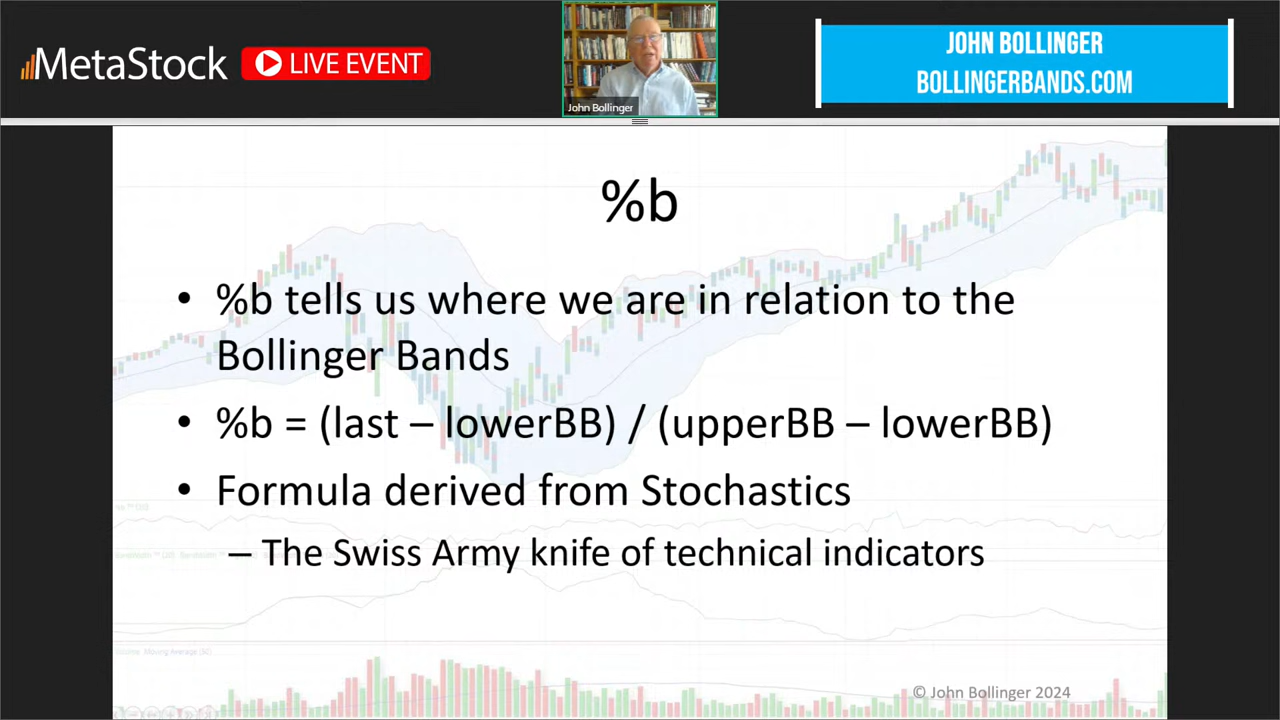 MetaStock LIVE EVENT
John Bollinger
JOHN BOLLINGER
BOLLINGERBANDS.COM
%b
• %b tells us where we are in relation to the
Bollinger Bands
• %b = (last – lowerBB) / (upperBB – lowerBB)
• Formula derived from Stochastics
– The Swiss Army knife of technical indicators
© John Bollinger 2024